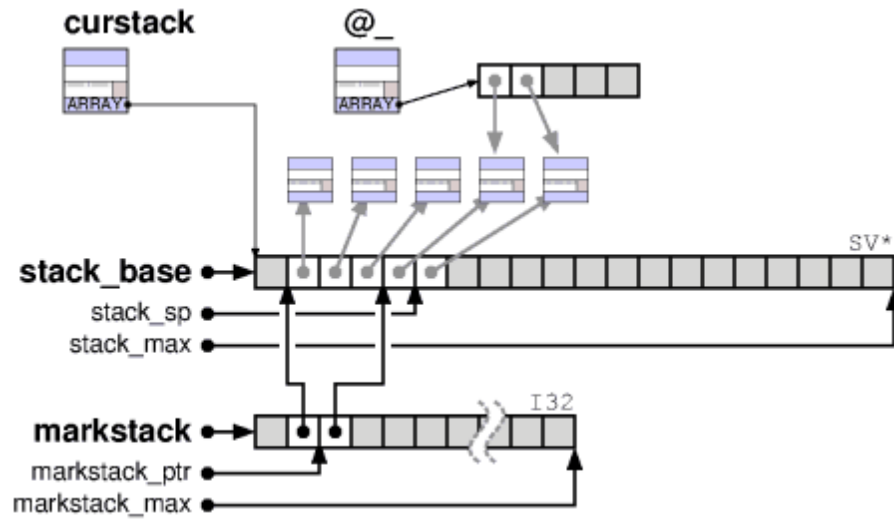 curstack
@_
ARRAY
ARRAY
SV*
stack_base
stack_sp
stack_max
I32
markstack
markstack_ptr
markstack_max